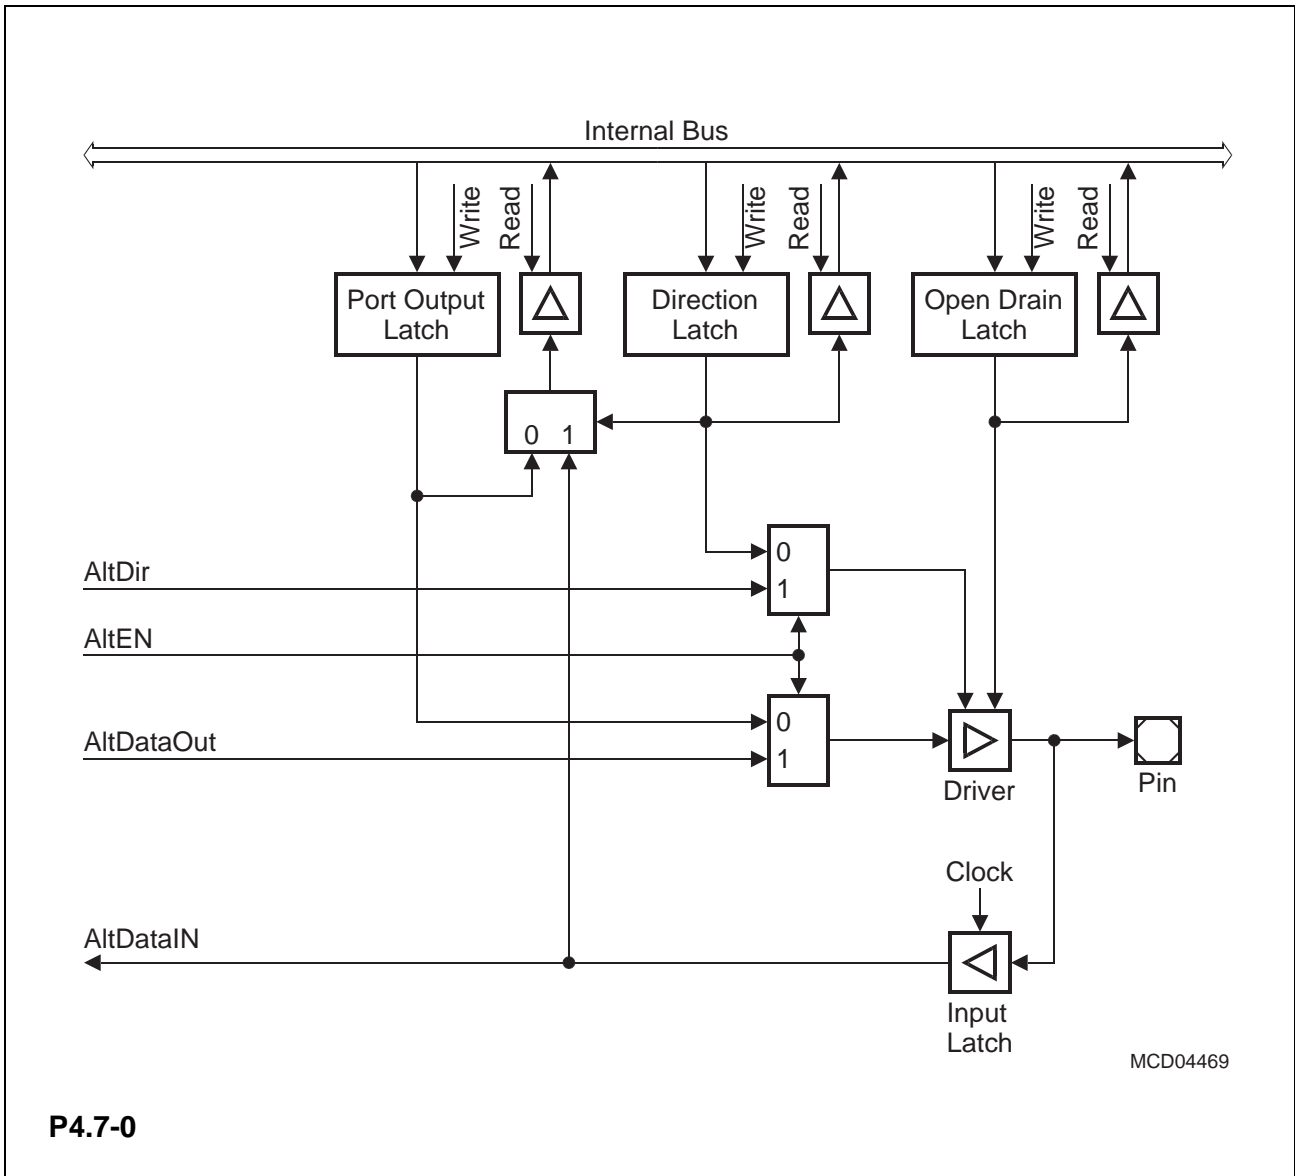 Internal Bus
Write
Read
Write
Read
Write
Read
Port Output
Latch
Direction
Latch
Open Drain
Latch
0 1
0
1
AltDir
AltEN
0
1
AltDataOut
Driver
Pin
Clock
AltDataIN
Input
Latch
MCD04469
P4.7-0